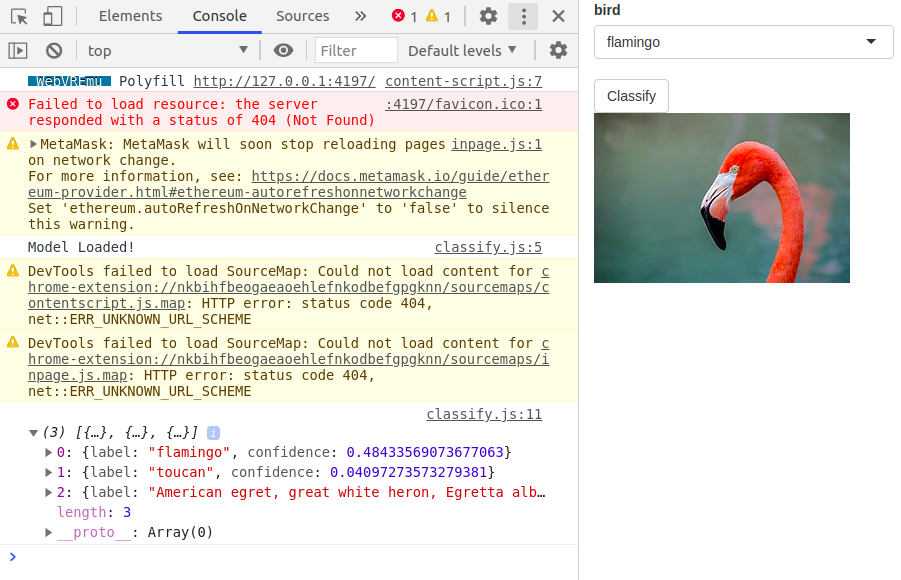 Elements Console Sources 1 1
top Filter Default levels
WebVREmu Polyfill http://127.0.0.1:4197/ content-script.js:7
Failed to load resource: the server :4197/favicon.ico:1
responded with a status of 404 (Not Found)
MetaMask: MetaMask will soon stop reloading pages inpage.js:1
on network change.
For more information, see: https://docs.metamask.io/guide/ether
eum-provider.html#ethereum-autorefreshonnetworkchange
Set 'ethereum.autoRefreshOnNetworkChange' to 'false' to silence
this warning.
Model Loaded! classify.js:5
DevTools failed to load SourceMap: Could not load content for c
hrome-extension://nkbihfbeogaeaoehlefnkodbefgpgknn/sourcemaps/c
ontentscript.js.map: HTTP error: status code 404,
net::ERR_UNKNOWN_URL_SCHEME
DevTools failed to load SourceMap: Could not load content for c
hrome-extension://nkbihfbeogaeaoehlefnkodbefgpgknn/sourcemaps/i
npage.js.map: HTTP error: status code 404,
net::ERR_UNKNOWN_URL_SCHEME
classify.js:11
(3) [{…}, {…}, {…}] i
0: {label: "flamingo", confidence: 0.48433569073677063}
1: {label: "toucan", confidence: 0.04097273573279381}
2: {label: "American egret, great white heron, Egretta alb…
length: 3
__proto__: Array(0)
bird
flamingo
Classify